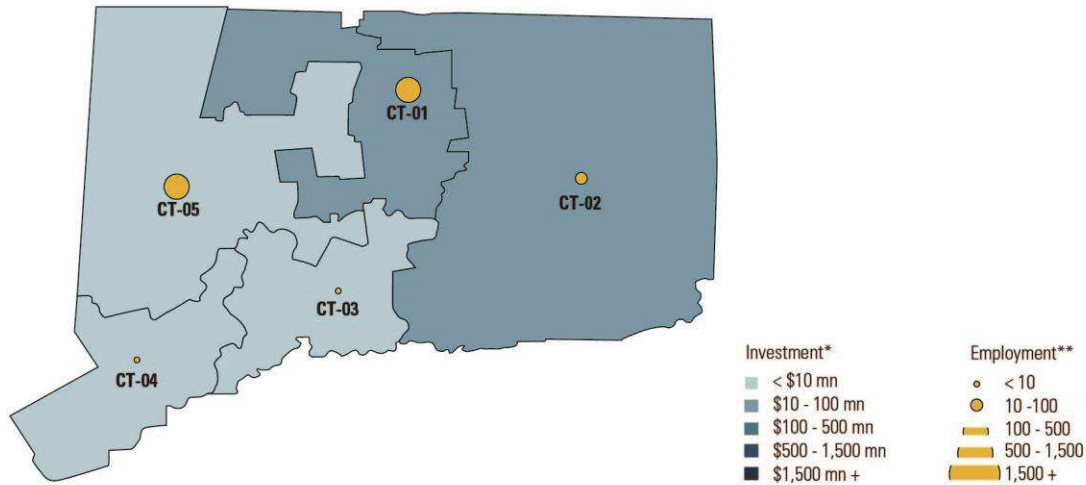 CT-01
CT-05
CT-02
CT-03
CT-04
Investment*
< $10 mn
$10 - 100 mn
$100 - 500 mn
$500 - 1,500 mn
$1,500 mn +
Employment**
< 10
10 -100
100 - 500
500 - 1,500
1,500 +